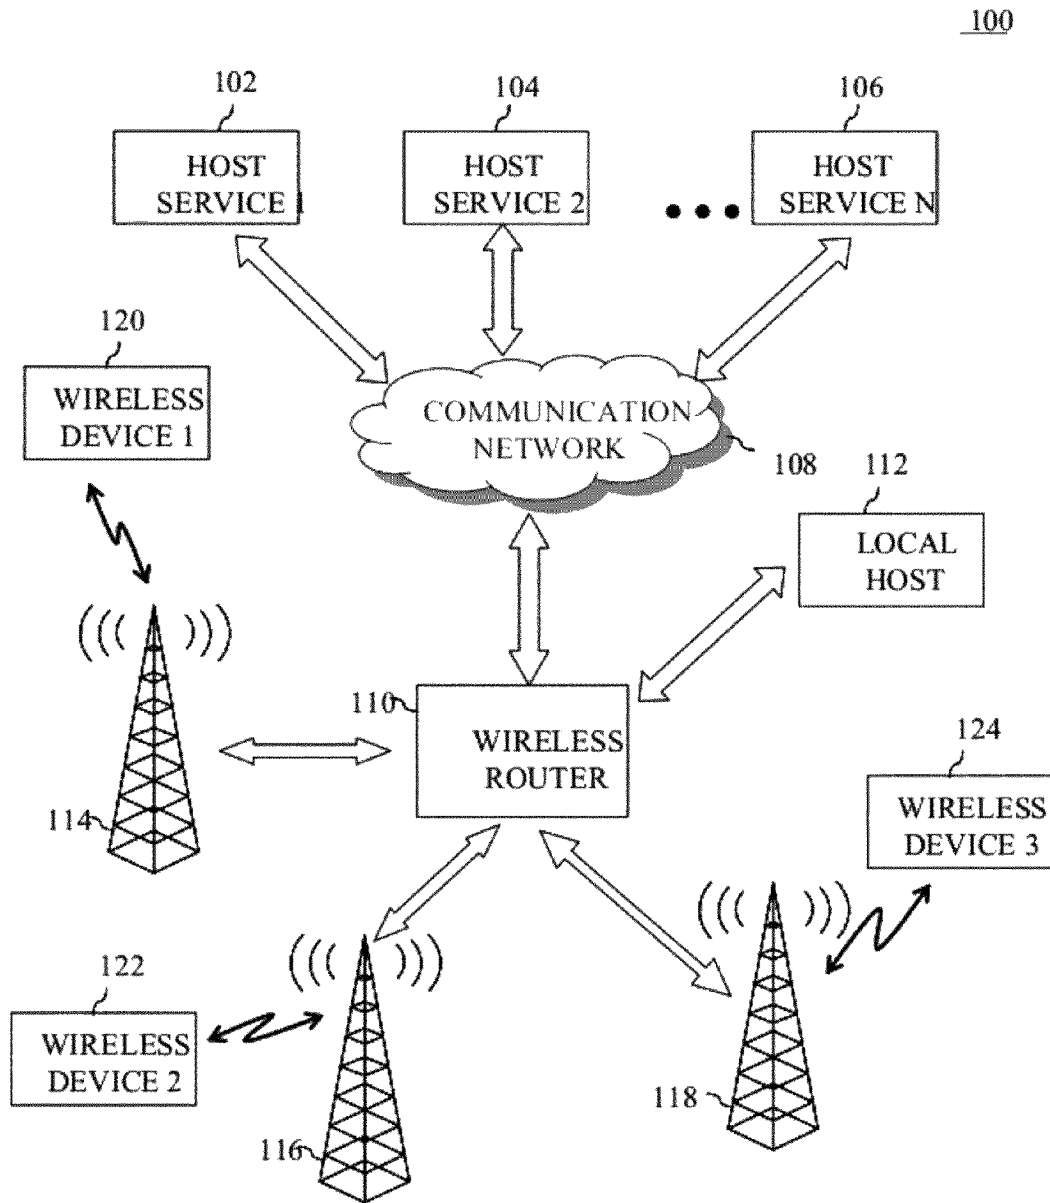 100
102
104
106
HOST
SERVICE 1
HOST
SERVICE 2
HOST
SERVICE N
120
WIRELESS
DEVICE 1
COMMUNICATION
NETWORK
108
112
LOCAL
HOST
110
WIRELESS
ROUTER
114
124
WIRELESS
DEVICE 3
122
WIRELESS
DEVICE 2
116
118